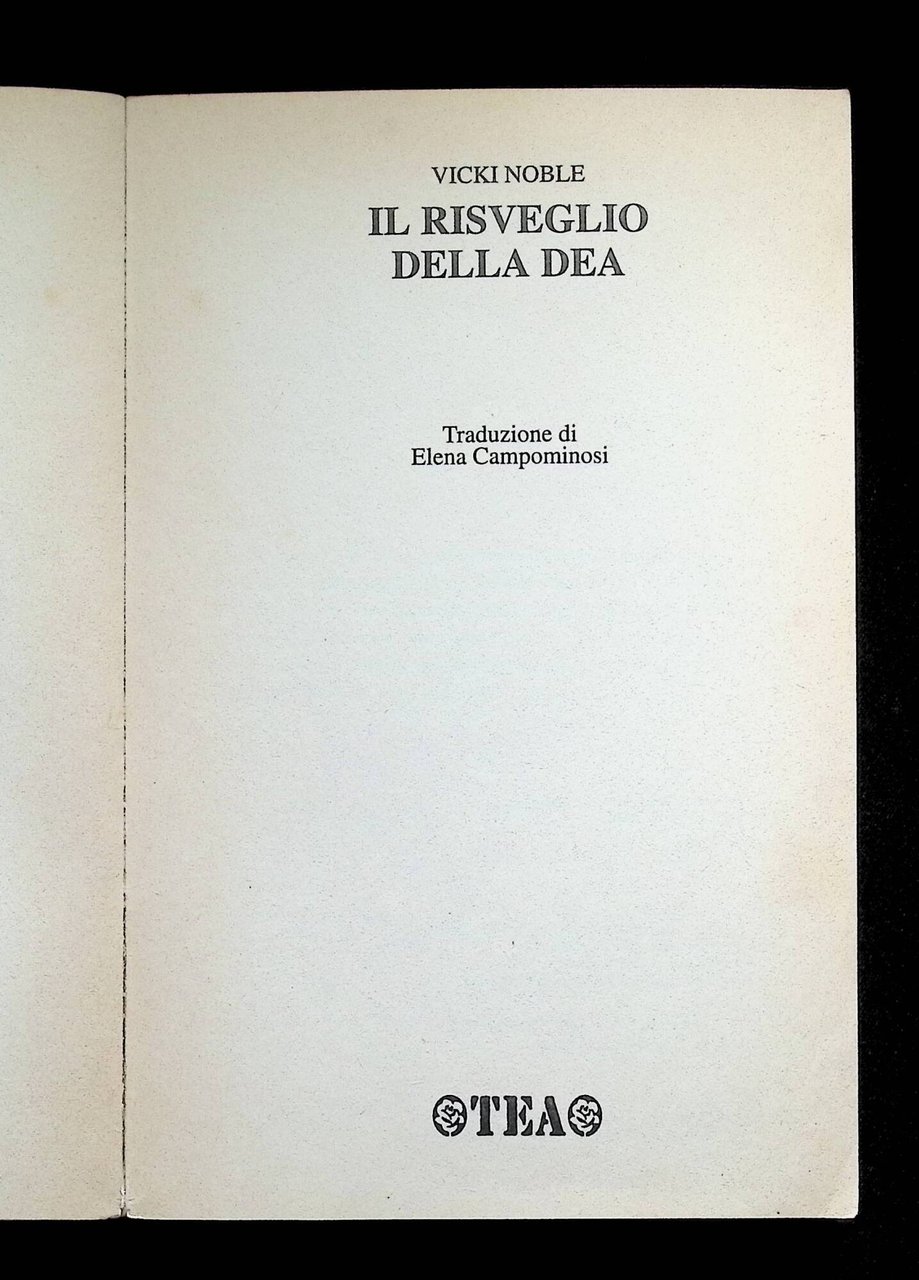 VICKI NOBLE
IL RISVEGLIO
DELLA DEA
Traduzione di
Elena Campominosi
TEA